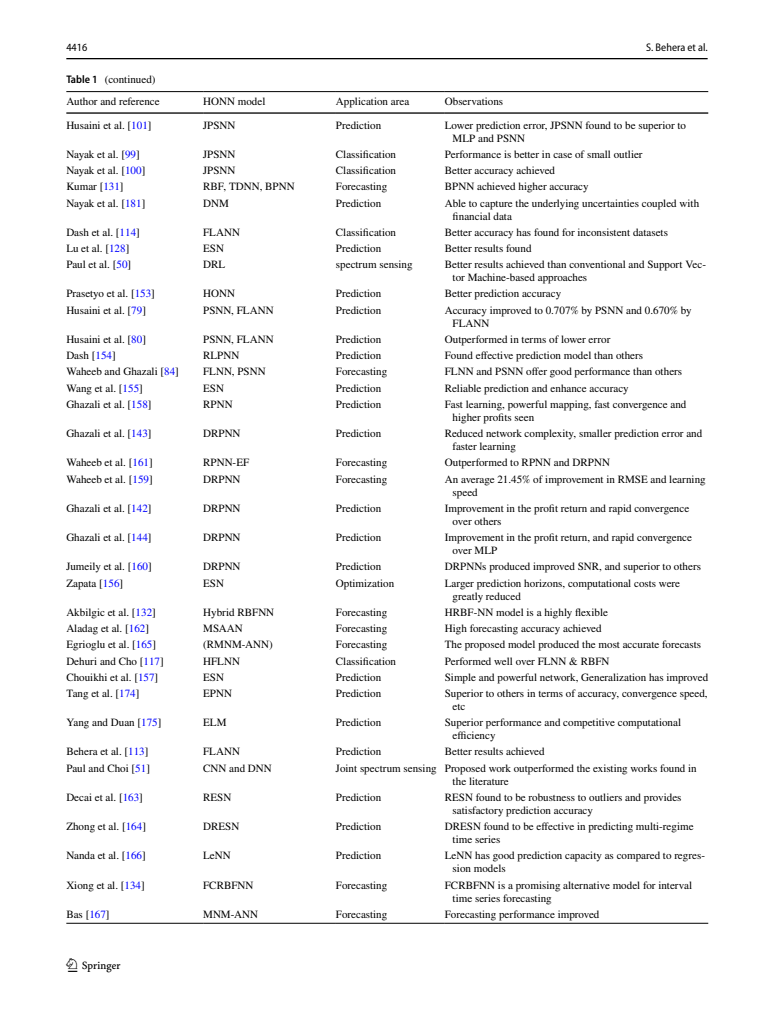 4416 S. Behera et al.
Table 1 (continued)
Author and reference HONN model Application area Observations
Husaini et al. [101] JPSNN Prediction Lower prediction error, JPSNN found to be superior to
MLP and PSNN
Nayak et al. [99] JPSNN Classification Performance is better in case of small outlier
Nayak et al. [100] JPSNN Classification Better accuracy achieved
Kumar [131] RBF, TDNN, BPNN Forecasting BPNN achieved higher accuracy
Nayak et al. [181] DNM Prediction Able to capture the underlying uncertainties coupled with
financial data
Dash et al. [114] FLANN Classification Better accuracy has found for inconsistent datasets
Lu et al. [128] ESN Prediction Better results found
Paul et al. [50] DRL spectrum sensing Better results achieved than conventional and Support Vec-
tor Machine-based approaches
Prasetyo et al. [153] HONN Prediction Better prediction accuracy
Husaini et al. [79] PSNN, FLANN Prediction Accuracy improved to 0.707% by PSNN and 0.670% by
FLANN
Husaini et al. [80] PSNN, FLANN Prediction Outperformed in terms of lower error
Dash [154] RLPNN Prediction Found effective prediction model than others
Waheeb and Ghazali [84] FLNN, PSNN Forecasting FLNN and PSNN offer good performance than others
Wang et al. [155] ESN Prediction Reliable prediction and enhance accuracy
Ghazali et al. [158] RPNN Prediction Fast learning, powerful mapping, fast convergence and
higher profits seen
Ghazali et al. [143] DRPNN Prediction Reduced network complexity, smaller prediction error and
faster learning
Waheeb et al. [161] RPNN-EF Forecasting Outperformed to RPNN and DRPNN
Waheeb et al. [159] DRPNN Forecasting An average 21.45% of improvement in RMSE and learning
speed
Ghazali et al. [142] DRPNN Prediction Improvement in the profit return and rapid convergence
over others
Ghazali et al. [144] DRPNN Prediction Improvement in the profit return, and rapid convergence
over MLP
Jumeily et al. [160] DRPNN Prediction DRPNNs produced improved SNR, and superior to others
Zapata [156] ESN Optimization Larger prediction horizons, computational costs were
greatly reduced
Akbilgic et al. [132] Hybrid RBFNN Forecasting HRBF-NN model is a highly flexible
Aladag et al. [162] MSAAN Forecasting High forecasting accuracy achieved
Egrioglu et al. [165] (RMNM-ANN) Forecasting The proposed model produced the most accurate forecasts
Dehuri and Cho [117] HFLNN Classification Performed well over FLNN & RBFN
Chouikhi et al. [157] ESN Prediction Simple and powerful network, Generalization has improved
Tang et al. [174] EPNN Prediction Superior to others in terms of accuracy, convergence speed,
etc
Yang and Duan [175] ELM Prediction Superior performance and competitive computational
efficiency
Behera et al. [113] FLANN Prediction Better results achieved
Paul and Choi [51] CNN and DNN Joint spectrum sensing Proposed work outperformed the existing works found in
the literature
Decai et al. [163] RESN Prediction RESN found to be robustness to outliers and provides
satisfactory prediction accuracy
Zhong et al. [164] DRESN Prediction DRESN found to be effective in predicting multi-regime
time series
Nanda et al. [166] LeNN Prediction LeNN has good prediction capacity as compared to regres-
sion models
Xiong et al. [134] FCRBFNN Forecasting FCRBFNN is a promising alternative model for interval
time series forecasting
Bas [167] MNM-ANN Forecasting Forecasting performance improved
Springer